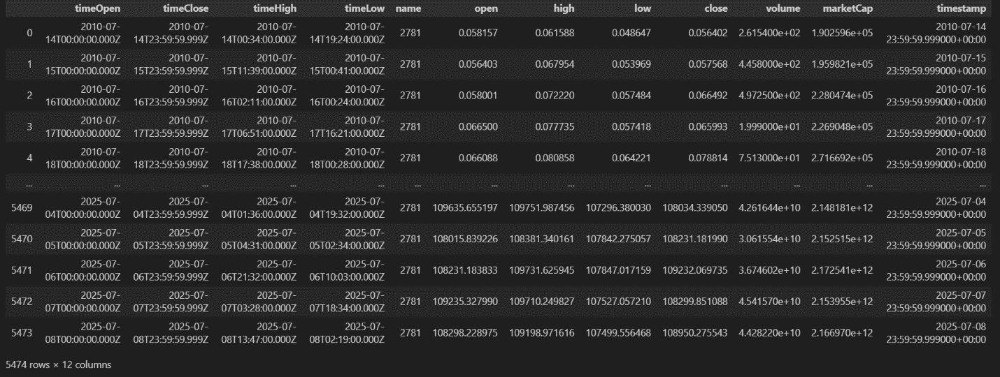 timeOpen timeClose timeHigh timeLow name open high low close volume marketCap timestamp
2010-07- 2010-07- 2010-07- 2010-07- 2010-07-14
0 2781 0.058157 0.061588 0.048647 0.056402 2.615400e+02 1.902596e+05
14T00:00:00.000Z 14T23:59:59.999Z 14T00:34:00.000Z 14T19:24:00.000Z 23:59:59.999000+00:00
2010-07- 2010-07- 2010-07- 2010-07- 2010-07-15
1 2781 0.056403 0.067954 0.053969 0.057568 4.458000e+02 1.959821e+05
15T00:00:00.000Z 15T23:59:59.999Z 15T11:39:00.000Z 15T00:41:00.000Z 23:59:59.999000+00:00
2010-07- 2010-07- 2010-07- 2010-07- 2010-07-16
2 2781 0.058001 0.072220 0.057484 0.066492 4.972500e+02 2.280474e+05
16T00:00:00.000Z 16T23:59:59.999Z 16T02:11:00.000Z 16T00:24:00.000Z 23:59:59.999000+00:00
2010-07- 2010-07- 2010-07- 2010-07- 2010-07-17
3 2781 0.066500 0.077735 0.057418 0.065993 1.999000e+01 2.269048e+05
17T00:00:00.000Z 17T23:59:59.999Z 17T06:51:00.000Z 17T16:21:00.000Z 23:59:59.999000+00:00
2010-07- 2010-07- 2010-07- 2010-07- 2010-07-18
4 2781 0.066088 0.080858 0.064221 0.078814 7.513000e+01 2.716692e+05
18T00:00:00.000Z 18T23:59:59.999Z 18T17:38:00.000Z 18T00:28:00.000Z 23:59:59.999000+00:00
... ... ... ... ... ... ... ... ... ... ... ... ...
2025-07- 2025-07- 2025-07- 2025-07- 2025-07-04
5469 2781 109635.655197 109751.987456 107296.380030 108034.339050 4.261644e+10 2.148181e+12
04T00:00:00.000Z 04T23:59:59.999Z 04T01:36:00.000Z 04T19:32:00.000Z 23:59:59.999000+00:00
2025-07- 2025-07- 2025-07- 2025-07- 2025-07-05
5470 2781 108015.839226 108381.340161 107842.275057 108231.181990 3.061554e+10 2.152515e+12
05T00:00:00.000Z 05T23:59:59.999Z 05T04:31:00.000Z 05T02:34:00.000Z 23:59:59.999000+00:00
2025-07- 2025-07- 2025-07- 2025-07- 2025-07-06
5471 2781 108231.183833 109731.625945 107847.017159 109232.069735 3.674602e+10 2.172541e+12
06T00:00:00.000Z 06T23:59:59.999Z 06T21:32:00.000Z 06T10:03:00.000Z 23:59:59.999000+00:00
2025-07- 2025-07- 2025-07- 2025-07- 2025-07-07
5472 2781 109235.327990 109710.249827 107527.057210 108299.851088 4.541570e+10 2.153955e+12
07T00:00:00.000Z 07T23:59:59.999Z 07T03:28:00.000Z 07T18:34:00.000Z 23:59:59.999000+00:00
2025-07- 2025-07- 2025-07- 2025-07- 2025-07-08
5473 2781 108298.228975 109198.971616 107499.556468 108950.275543 4.428220e+10 2.166970e+12
08T00:00:00.000Z 08T23:59:59.999Z 08T13:47:00.000Z 08T02:19:00.000Z 23:59:59.999000+00:00
5474 rows × 12 columns